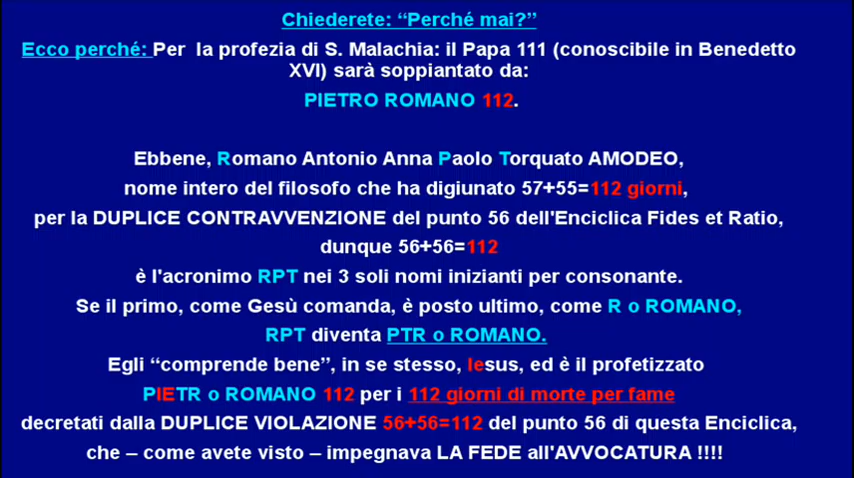 Chiederete: “Perché mai?”
Ecco perché: Per la profezia di S. Malachia: il Papa 111 (conoscibile in Benedetto
XVI) sarà soppiantato da:
PIETRO ROMANO 112.
Ebbene, Romano Antonio Anna Paolo Torquato AMODEO,
nome intero del filosofo che ha digiunato 57+55=112 giorni,
per la DUPLICE CONTRAVVENZIONE del punto 56 dell'Enciclica Fides et Ratio,
dunque 56+56=112
è l'acronimo RPT nei 3 soli nomi inizianti per consonante.
Se il primo, come Gesù comanda, è posto ultimo, come R o ROMANO,
RPT diventa PTR o ROMANO.
Egli “comprende bene”, in se stesso, Iesus, ed è il profetizzato
PIETR o ROMANO 112 per i 112 giorni di morte per fame
decretati dalla DUPLICE VIOLAZIONE 56+56=112 del punto 56 di questa Enciclica,
che – come avete visto – impegnava LA FEDE all'AVVOCATURA !!!!